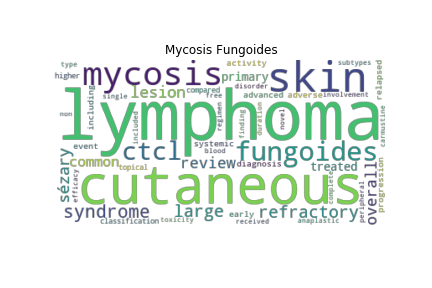 Mycosis Fungoides
type
activity
subtypes
higher
mycosis
primary
disorder
skin
including
lesion
compared
free
advanced
adverse
involvement
relapsed
single
lymphoma
non
included
regimen
finding
duration
novel
carmustine
event
ctcl
systemic
fungoides
common
review
blood
diagnosis
treated
sézary
topical
efficacy
cutaneous
complete
peripheral
overall
progression
syndrome
large
early
refractory
classification
toxicity
received
anaplastic